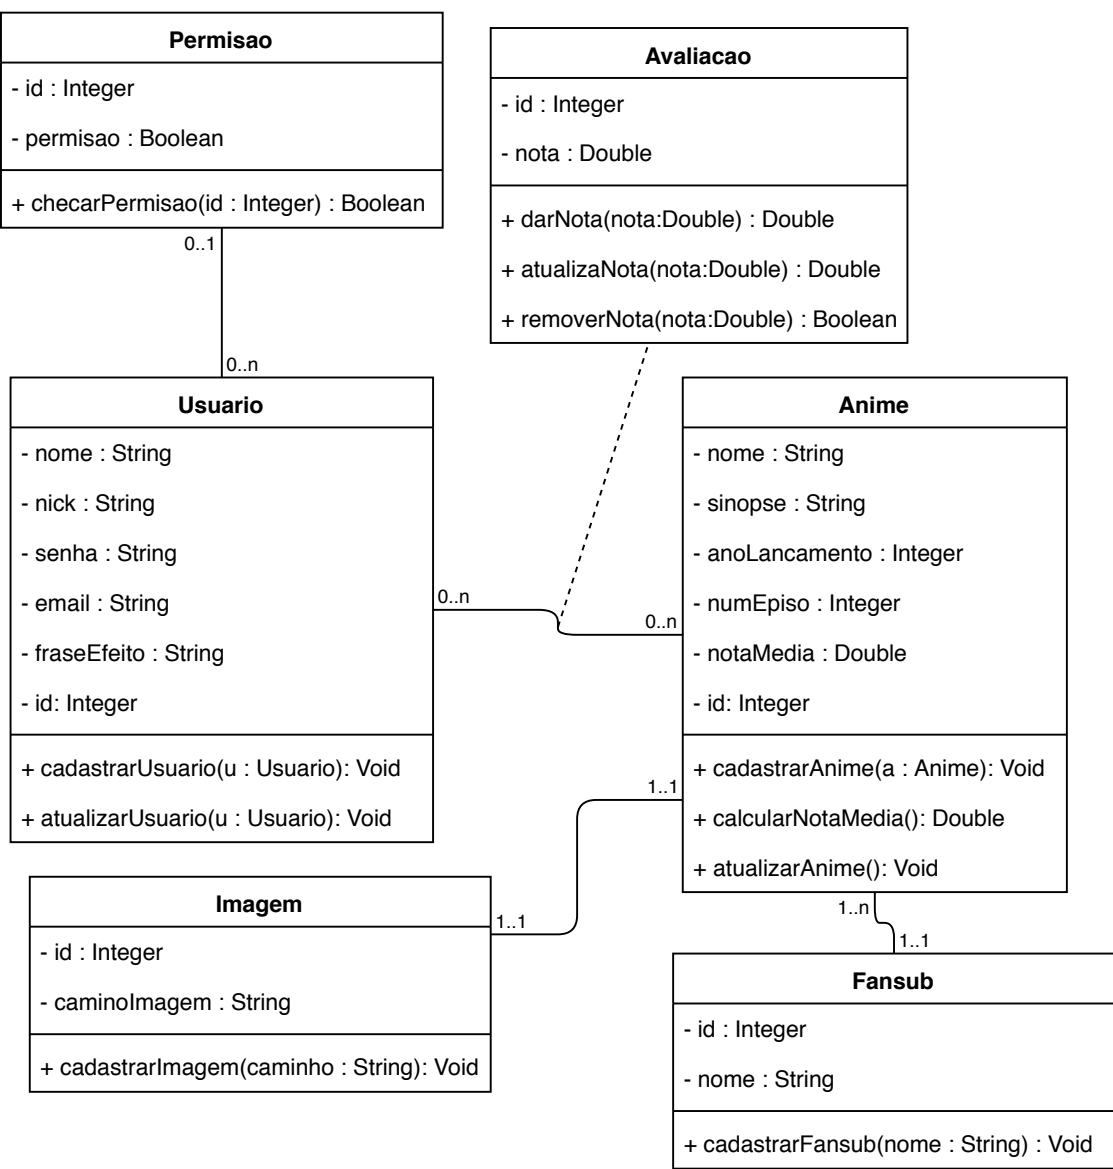 Permisao
- id : Integer
- permisao : Boolean
+ checarPermisao(id : Integer) : Boolean
0..1
0..n
Avaliacao
- id : Integer
- nota : Double
+ darNota(nota:Double) : Double
+ atualizaNota(nota:Double) : Double
+ removerNota(nota:Double) : Boolean
Usuario
- nome : String
- nick : String
- senha : String
- email : String
- fraseEfeito : String
- id: Integer
+ cadastrarUsuario(u : Usuario): Void
+ atualizarUsuario(u : Usuario): Void
0..n
0..n
Anime
- nome : String
- sinopse : String
- anoLancamento : Integer
- numEpiso : Integer
- notaMedia : Double
- id: Integer
+ cadastrarAnime(a : Anime): Void
+ calcularNotaMedia(): Double
+ atualizarAnime(): Void
1..1
1..1
Imagem
- id : Integer
- caminoImagem : String
+ cadastrarImagem(caminho : String): Void
1..n
1..1
Fansub
- id : Integer
- nome : String
+ cadastrarFansub(nome : String) : Void